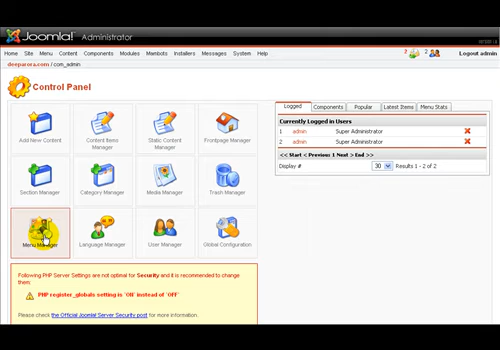 Joomla! Administrator
Home Site Menu Content Components Modules Mambots Installers Messages System Help
Logout admin
deeparora.com / com_admin
Control Panel
Add New Content
Content Items Manager
Static Content Manager
Frontpage Manager
Section Manager
Category Manager
Media Manager
Trash Manager
Menu Manager
Language Manager
User Manager
Global Configuration
Logged Components Popular Latest Items Menu Stats
Currently Logged in Users
1 admin Super Administrator
2 admin Super Administrator
<< Start < Previous 1 Next > End >>
Display # 30 Results 1 - 2 of 2
Following PHP Server Settings are not optimal for Security and it is recommended to change
them:
PHP register_globals setting is `ON` instead of `OFF`
Please check the Official Joomla! Server Security post for more information.